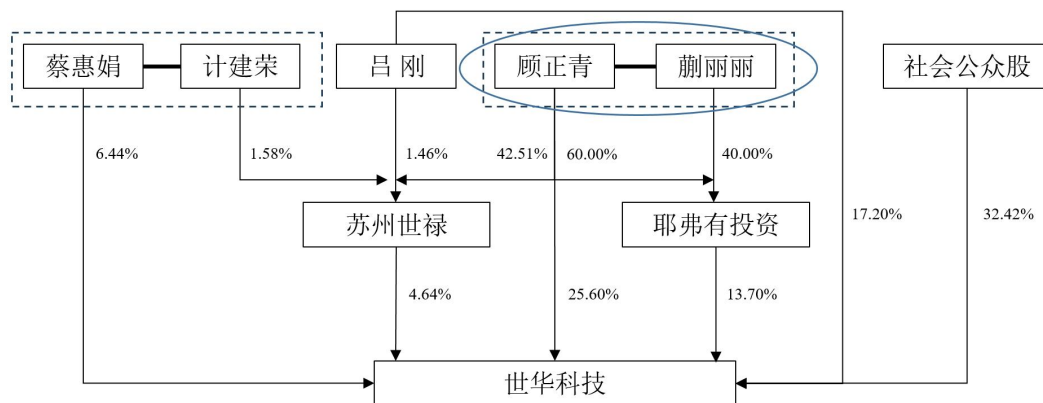 蔡惠娟
计建荣
吕 刚
顾正青
蒯丽丽
社会公众股
6.44%
1.58%
1.46%
42.51%
60.00%
40.00%
苏州世禄
耶弗有投资
17.20%
32.42%
4.64%
25.60%
13.70%
世华科技